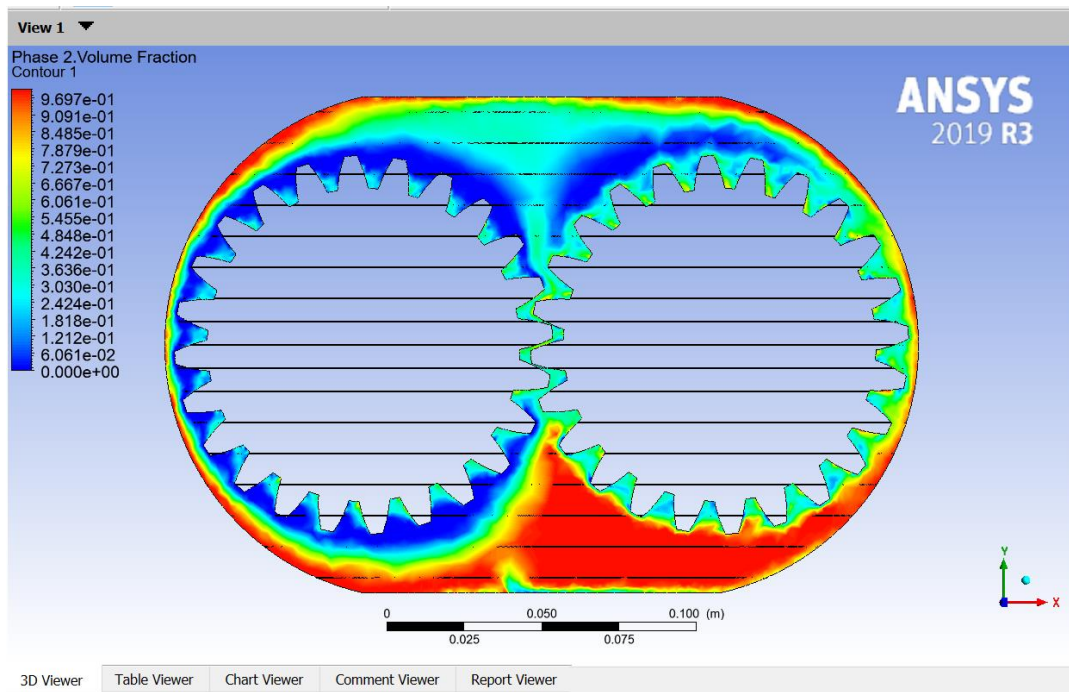 View 1
Phase 2.Volume Fraction
Contour 1
9.697e-01
9.091e-01
8.485e-01
7.879e-01
7.273e-01
6.667e-01
6.061e-01
5.455e-01
4.848e-01
4.242e-01
3.636e-01
3.030e-01
2.424e-01
1.818e-01
1.212e-01
6.061e-02
0.000e+00
ANSYS
2019 R3
Y
X
0 0.050 0.100 (m)
0.025 0.075
3D Viewer Table Viewer Chart Viewer Comment Viewer Report Viewer